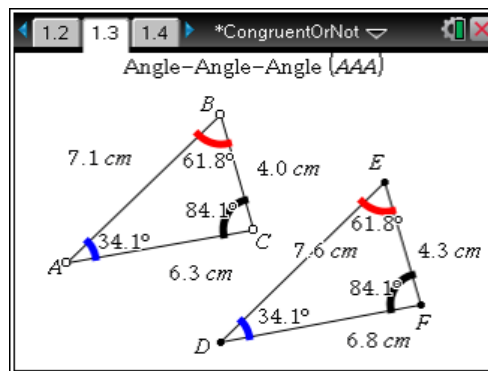 1.2 1.3 1.4 *CongruentOrNot
Angle-Angle-Angle (AAA)
B
7.1 cm
61.8°
4.0 cm
E
84.1°
61.8°
34.1°
C
7.6 cm
4.3 cm
A
6.3 cm
84.1°
34.1°
F
D
6.8 cm